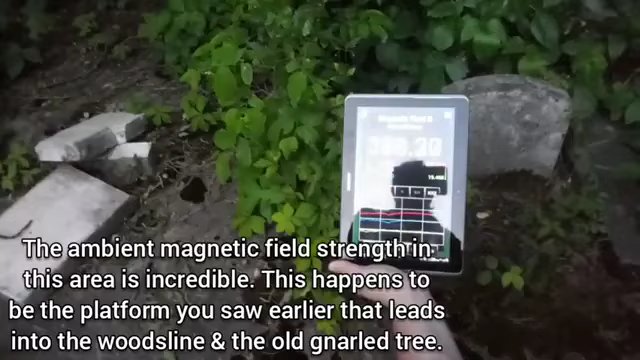 The ambient magnetic field strength in
this area is incredible. This happens to
be the platform you saw earlier that leads
into the woodsline & the old gnarled tree.